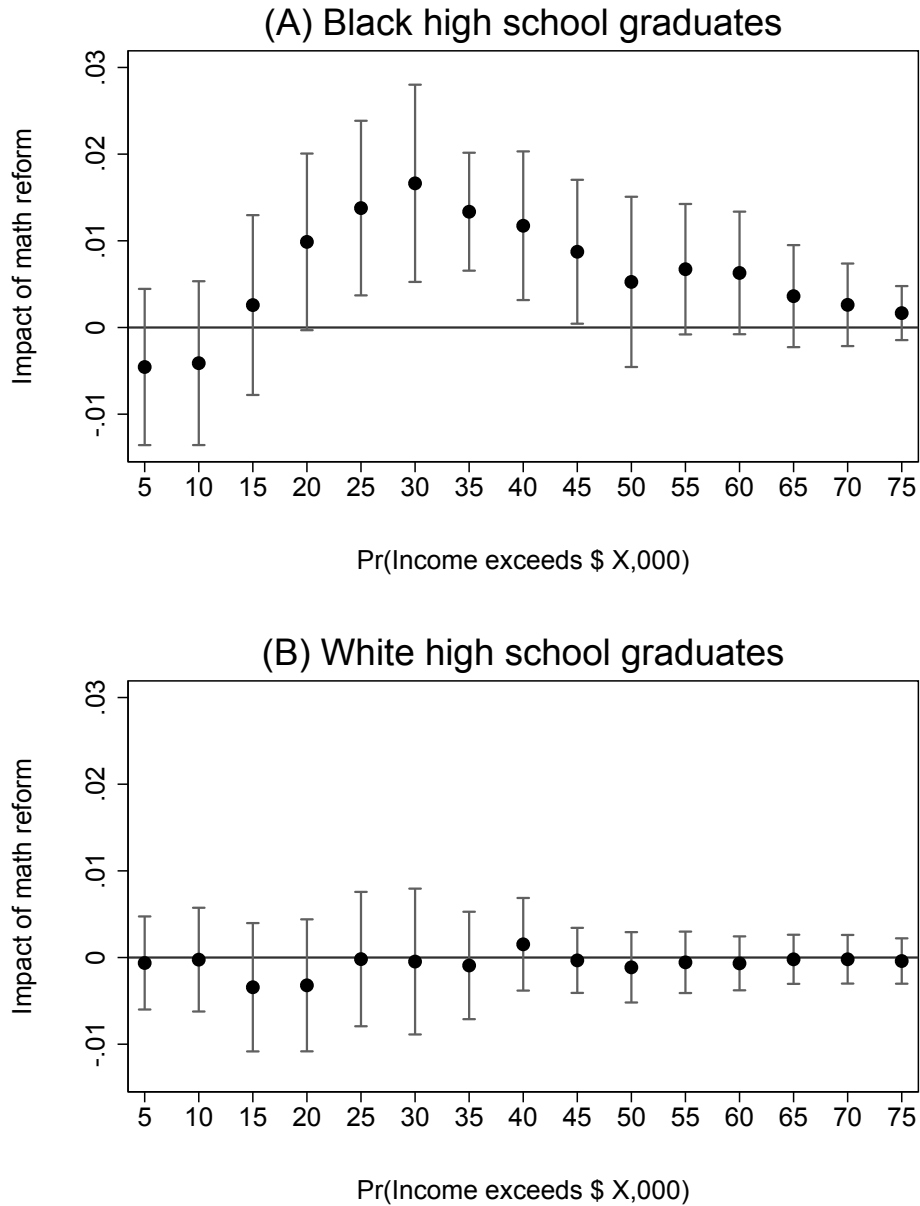 (A) Black high school graduates
Impact of math reform
.03
.02
.01
0
-.01
5 10 15 20 25 30 35 40 45 50 55 60 65 70 75
Pr(Income exceeds $ X,000)
(B) White high school graduates
Impact of math reform
.03
.02
.01
0
-.01
5 10 15 20 25 30 35 40 45 50 55 60 65 70 75
Pr(Income exceeds $ X,000)